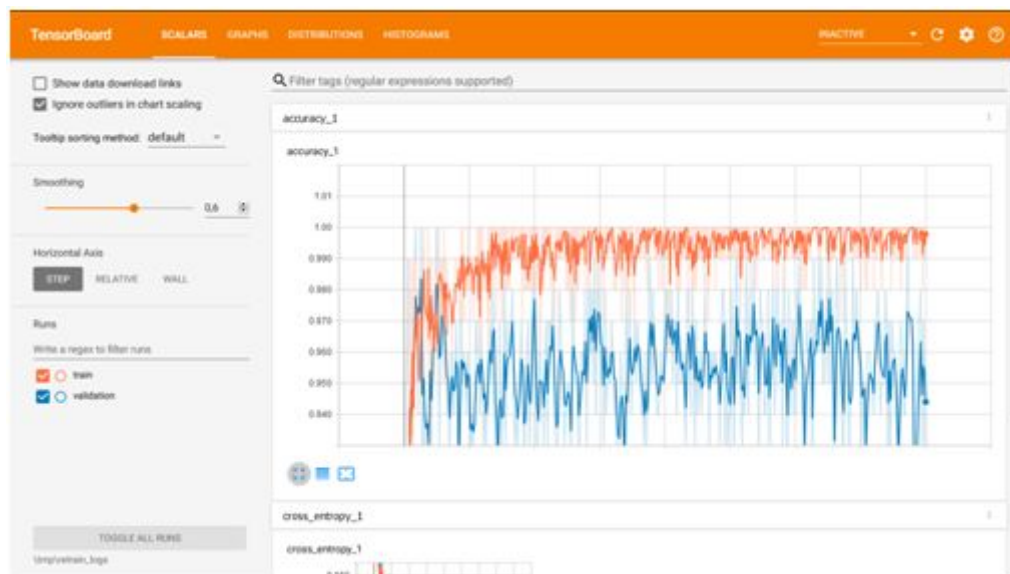 TensorBoard SCALARS GRAPHS DISTRIBUTIONS HISTOGRAMS INACTIVE
Show data download links
Ignore outliers in chart scaling
Tooltip sorting method: default
Smoothing
0,6
Horizontal Axis
STEP RELATIVE WALL
Runs
Write a regex to filter runs
train
validation
TOGGLE ALL RUNS
Filter tags (regular expressions supported)
accuracy_1
accuracy_1
1.01
1.00
0.990
0.980
0.970
0.960
0.950
0.940
cross_entropy_1
cross_entropy_1